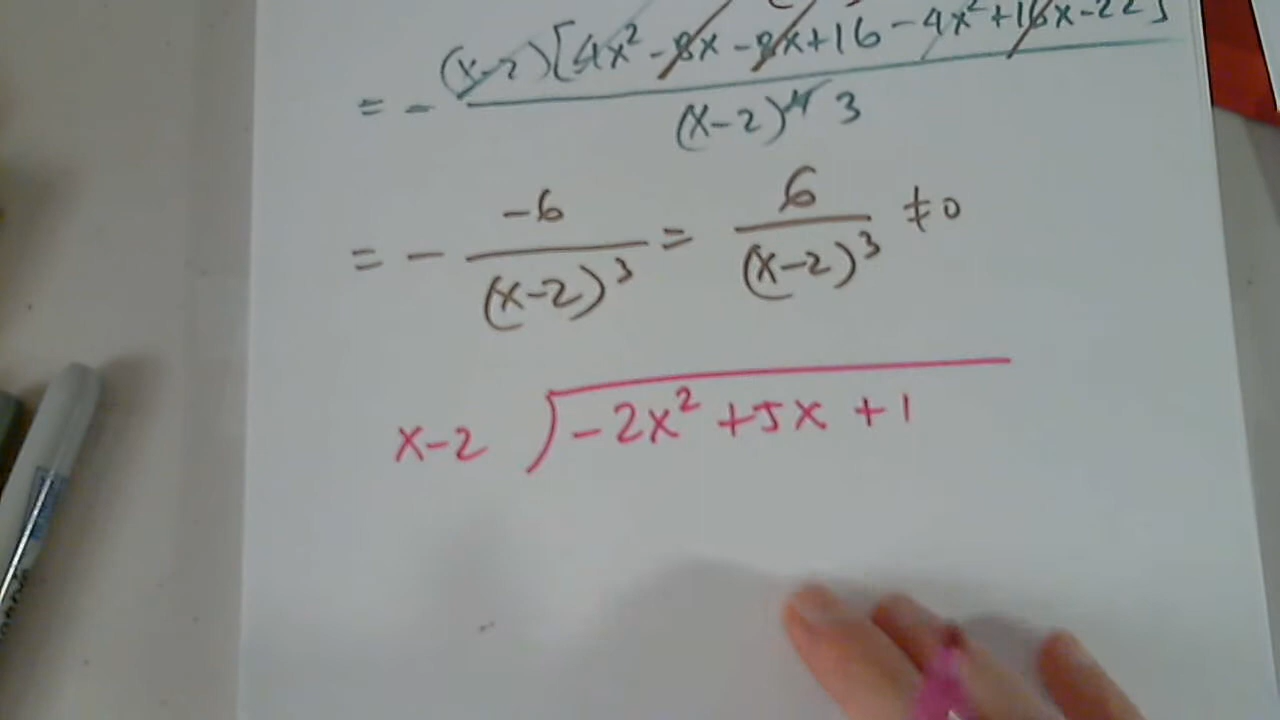 = - (x-2)[4x² - 8x - 8x + 16 - 4x² + 16x - 22]
(x-2)⁴ 3
= - -6 / (x-2)³ = 6 / (x-2)³ ≠ 0
x-2 ) -2x² + 5x + 1